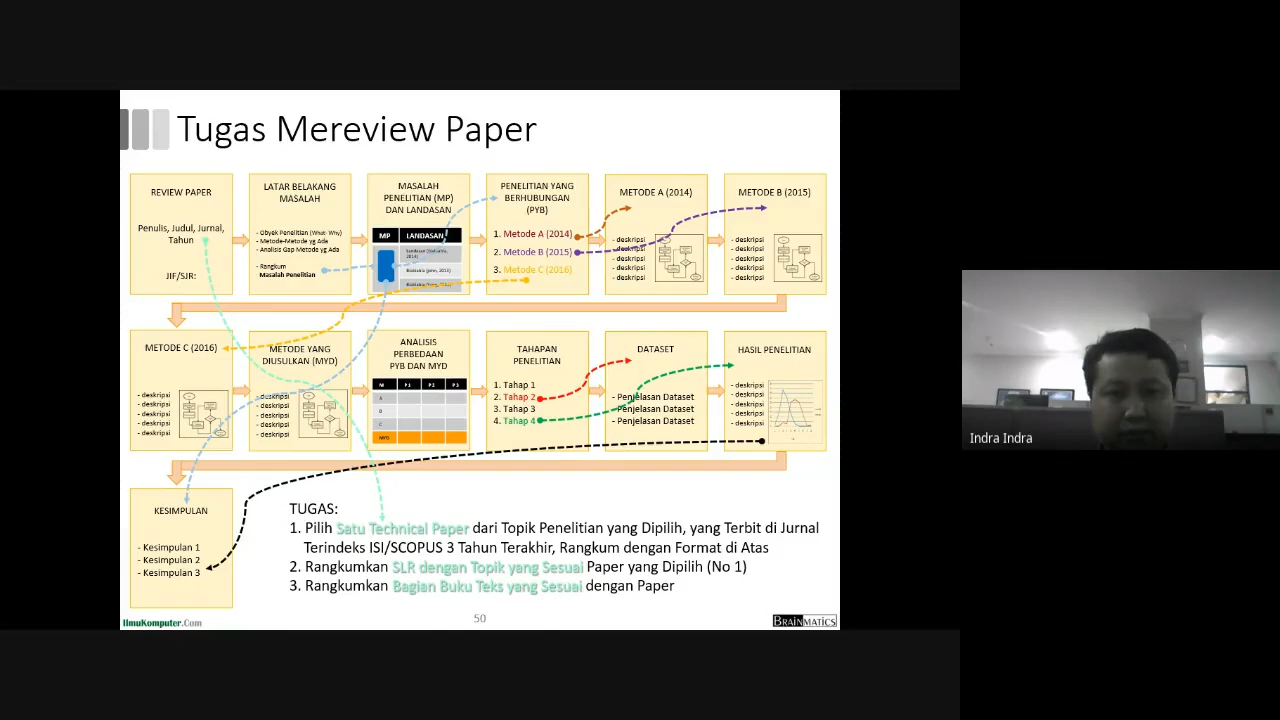 Tugas Mereview Paper
REVIEW PAPER
Penulis, Judul, Jurnal,
Tahun
JIF/SJR:
LATAR BELAKANG
MASALAH
- Obyek Penelitian (What- Why)
- Metode-Metode yg Ada
- Analisis Gap Metode yg Ada
- Rangkum
Masalah Penelitian
MASALAH
PENELITIAN (MP)
DAN LANDASAN
MP LANDASAN
PENELITIAN YANG
BERHUBUNGAN
(PYB)
1. Metode A (2014)
2. Metode B (2015)
3. Metode C (2016)
METODE A (2014)
- deskripsi
- deskripsi
- deskripsi
- deskripsi
- deskripsi
METODE B (2015)
- deskripsi
- deskripsi
- deskripsi
- deskripsi
- deskripsi
METODE C (2016)
- deskripsi
- deskripsi
- deskripsi
- deskripsi
- deskripsi
METODE YANG
DIUSULKAN (MYD)
- deskripsi
- deskripsi
- deskripsi
- deskripsi
- deskripsi
ANALISIS
PERBEDAAN
PYB DAN MYD
M P 1 P 2 P 3
A
B
C
MYD
TAHAPAN
PENELITIAN
1. Tahap 1
2. Tahap 2
3. Tahap 3
4. Tahap 4
DATASET
- Penjelasan Dataset
- Penjelasan Dataset
- Penjelasan Dataset
HASIL PENELITIAN
- deskripsi
- deskripsi
- deskripsi
- deskripsi
- deskripsi
KESIMPULAN
- Kesimpulan 1
- Kesimpulan 2
- Kesimpulan 3
TUGAS:
1. Pilih Satu Technical Paper dari Topik Penelitian yang Dipilih, yang Terbit di Jurnal
Terindeks ISI/SCOPUS 3 Tahun Terakhir, Rangkum dengan Format di Atas
2. Rangkumkan SLR dengan Topik yang Sesuai Paper yang Dipilih (No 1)
3. Rangkumkan Bagian Buku Teks yang Sesuai dengan Paper
IlmuKomputer.Com
50
BRAINMATICS
Indra Indra